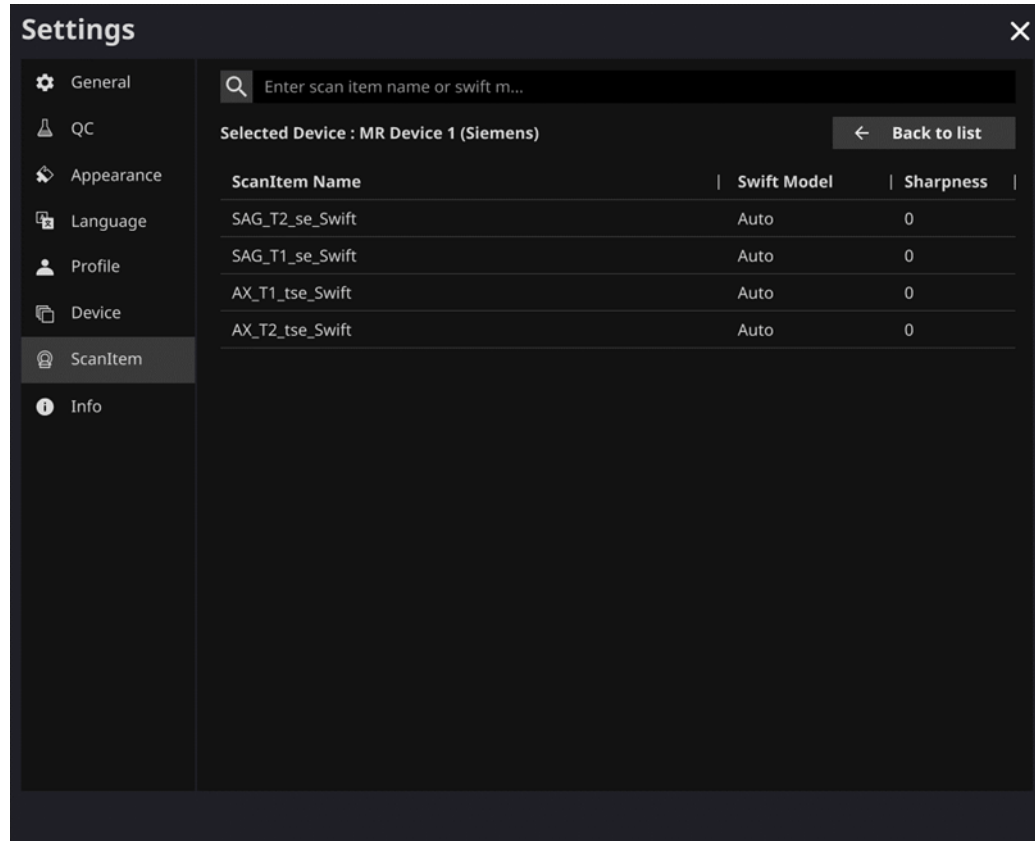 Settings
General
QC
Appearance
Language
Profile
Device
ScanItem
Info
Enter scan item name or swift m...
Selected Device : MR Device 1 (Siemens)
← Back to list
ScanItem Name | Swift Model | Sharpness |
SAG_T2_se_Swift Auto 0
SAG_T1_se_Swift Auto 0
AX_T1_tse_Swift Auto 0
AX_T2_tse_Swift Auto 0